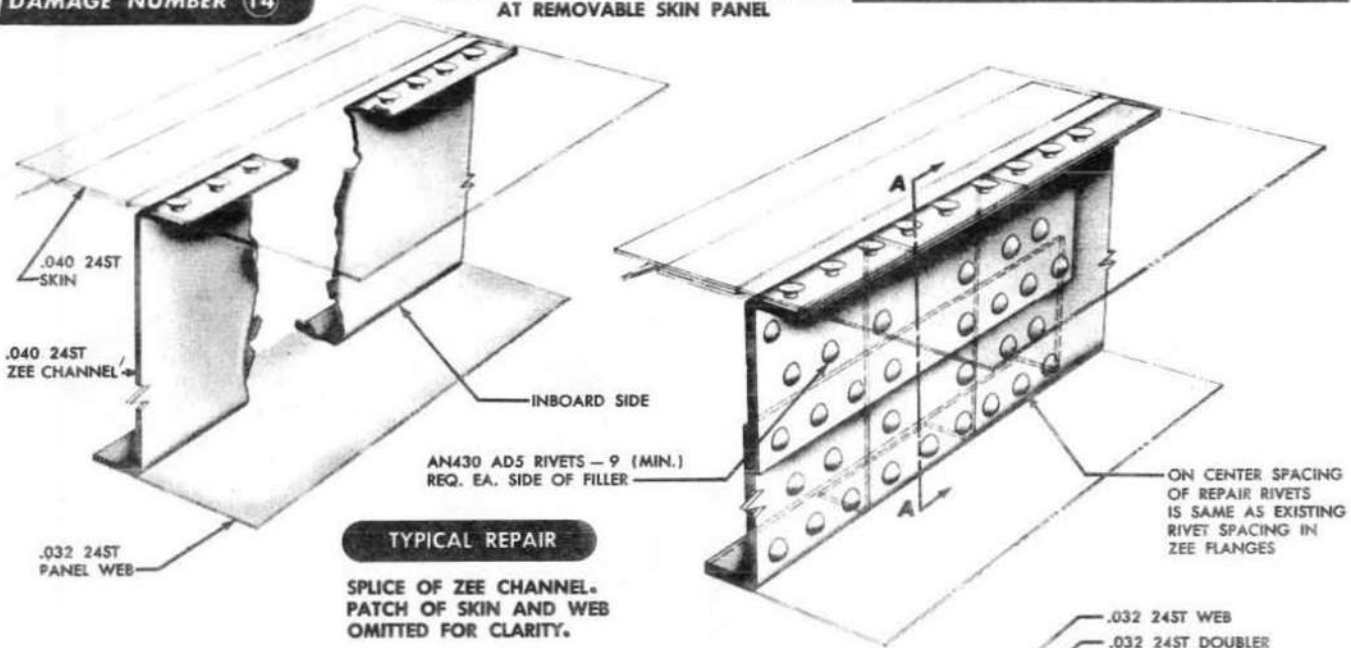 DAMAGE NUMBER 14
AT REMOVABLE SKIN PANEL
.040 24ST
SKIN
.040 24ST
ZEE CHANNEL
INBOARD SIDE
.032 24ST
PANEL WEB
A
AN430 AD5 RIVETS — 9 (MIN.)
REQ. EA. SIDE OF FILLER
A
ON CENTER SPACING
OF REPAIR RIVETS
IS SAME AS EXISTING
RIVET SPACING IN
ZEE FLANGES
TYPICAL REPAIR
SPLICE OF ZEE CHANNEL.
PATCH OF SKIN AND WEB
OMITTED FOR CLARITY.
.032 24ST WEB
.032 24ST DOUBLER